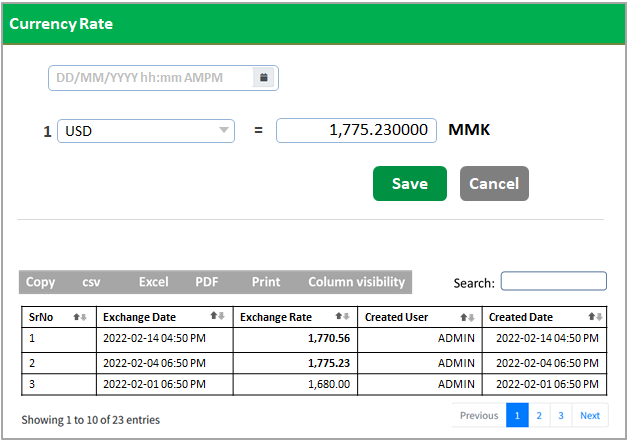 Currency Rate
DD/MM/YYYY hh:mm AMPM
1 USD = 1,775.230000 MMK
Save Cancel
Copy csv Excel PDF Print Column visibility Search:
SrNo Exchange Date Exchange Rate Created User Created Date
1 2022-02-14 04:50 PM 1,770.56 ADMIN 2022-02-14 04:50 PM
2 2022-02-04 06:50 PM 1,775.23 ADMIN 2022-02-04 06:50 PM
3 2022-02-01 06:50 PM 1,680.00 ADMIN 2022-02-01 06:50 PM
Showing 1 to 10 of 23 entries Previous 1 2 3 Next